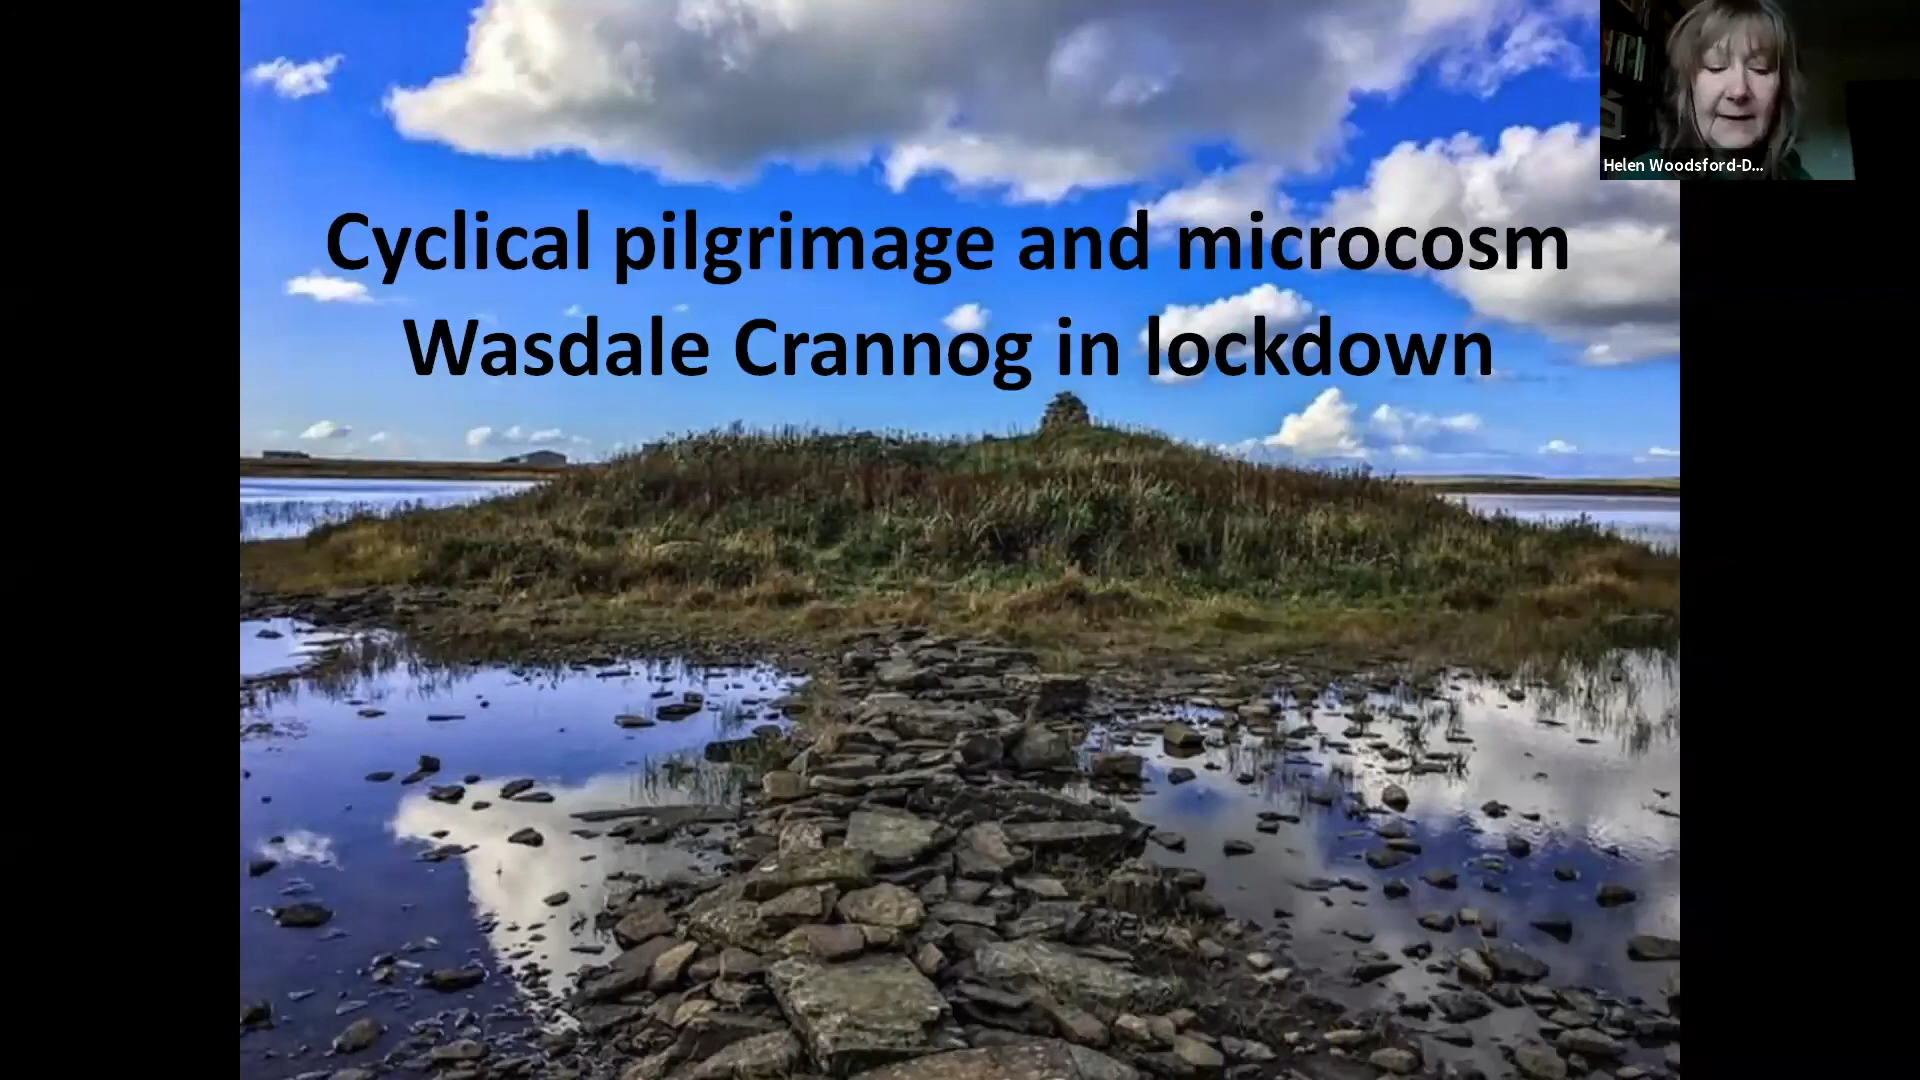 Cyclical pilgrimage and microcosm
Wasdale Crannog in lockdown
Helen Woodsford-D...